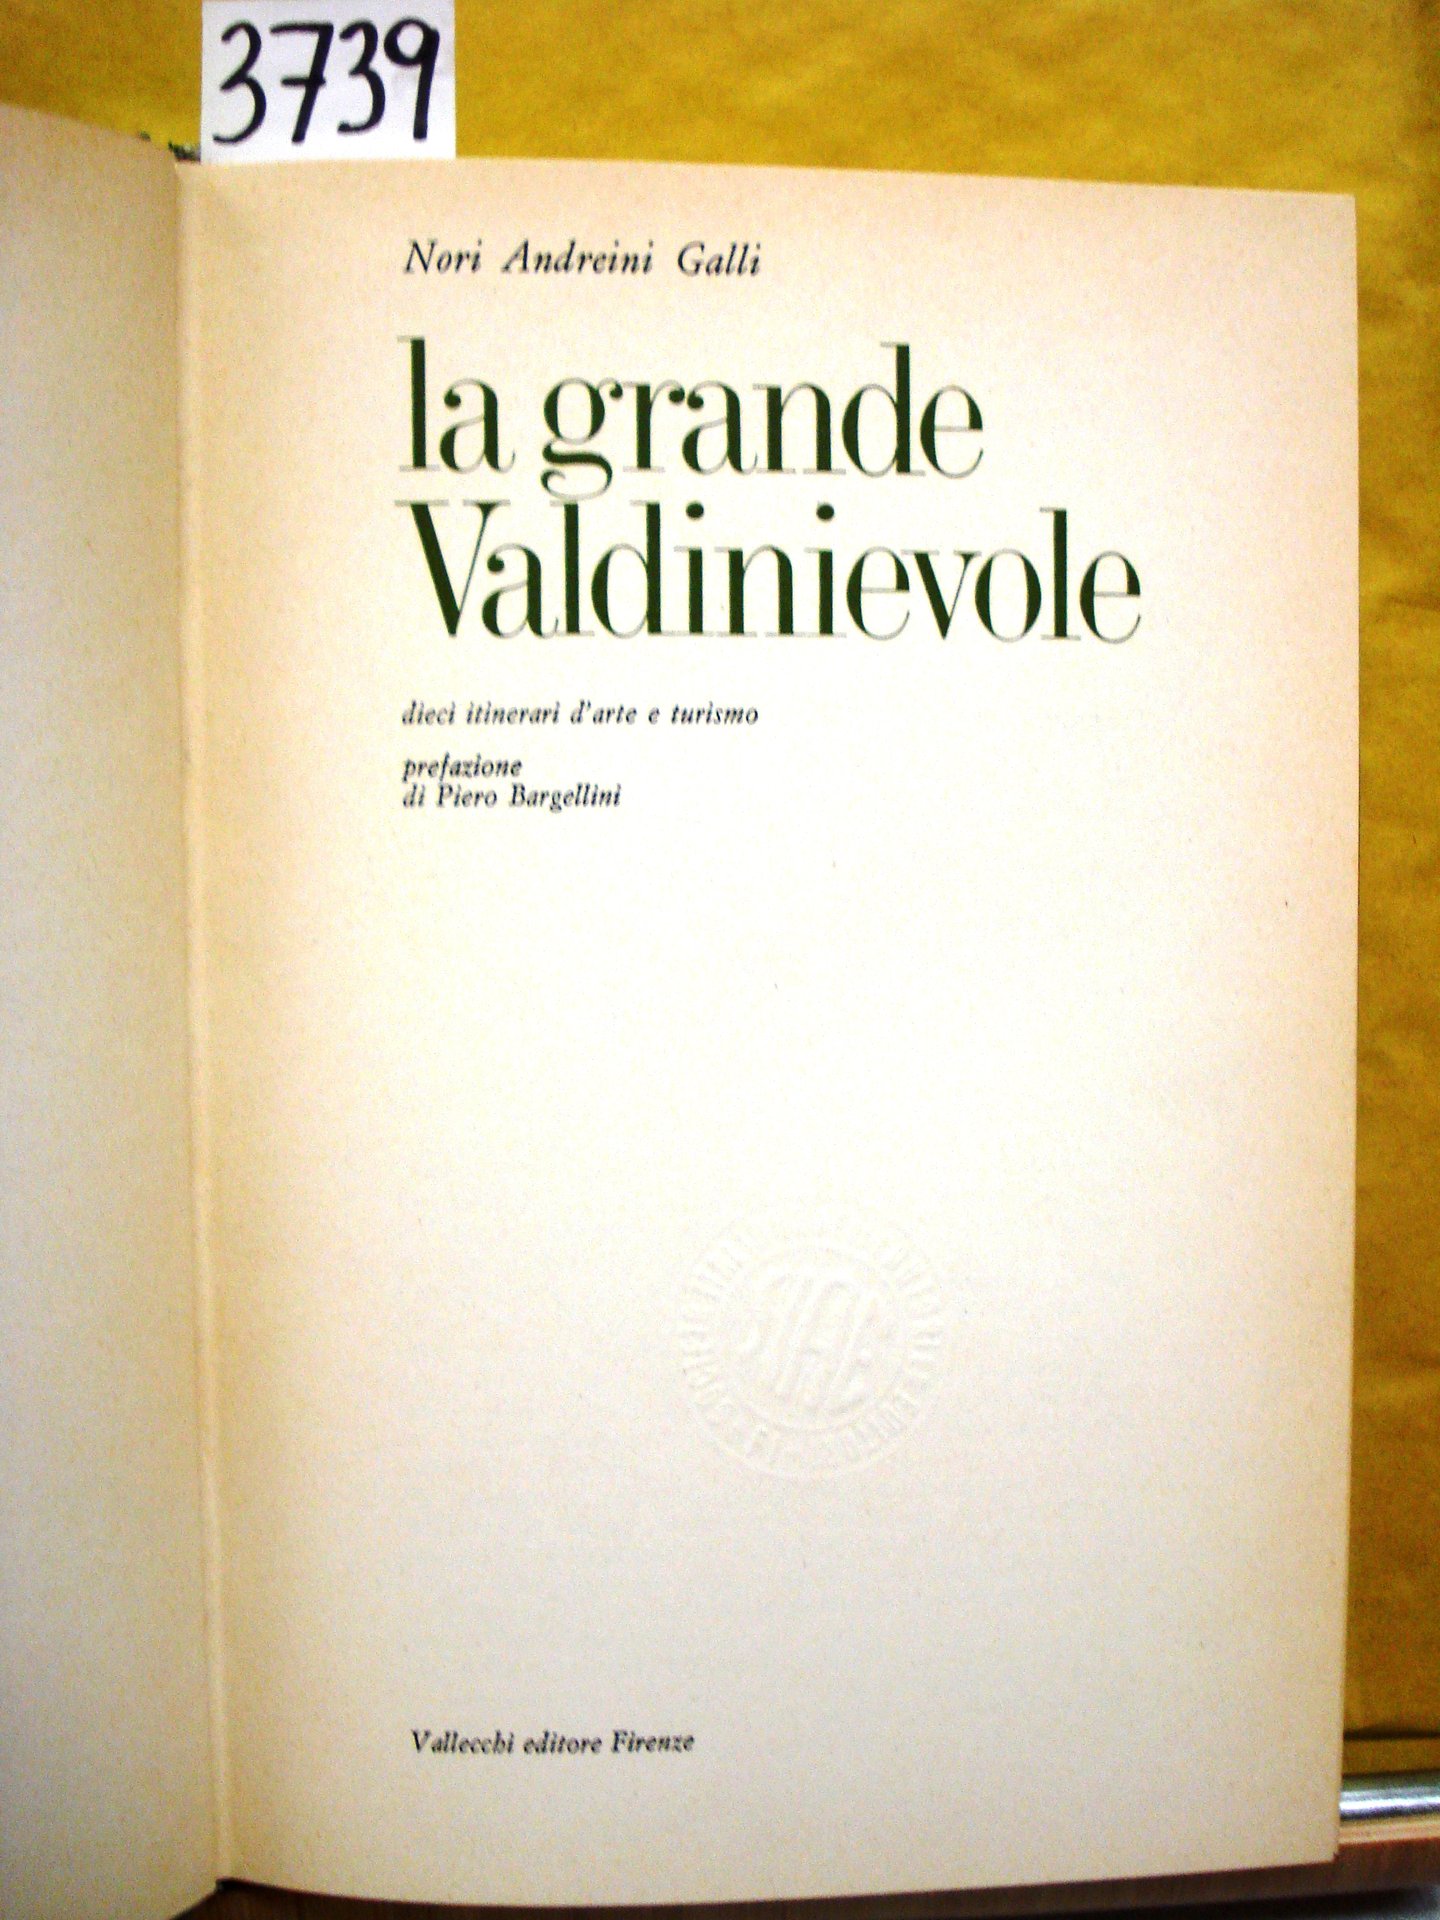 3739
Nori Andreini Galli
la grande
Valdinievole
dieci itinerari d'arte e turismo
prefazione
di Piero Bargellini
Vallecchi editore Firenze